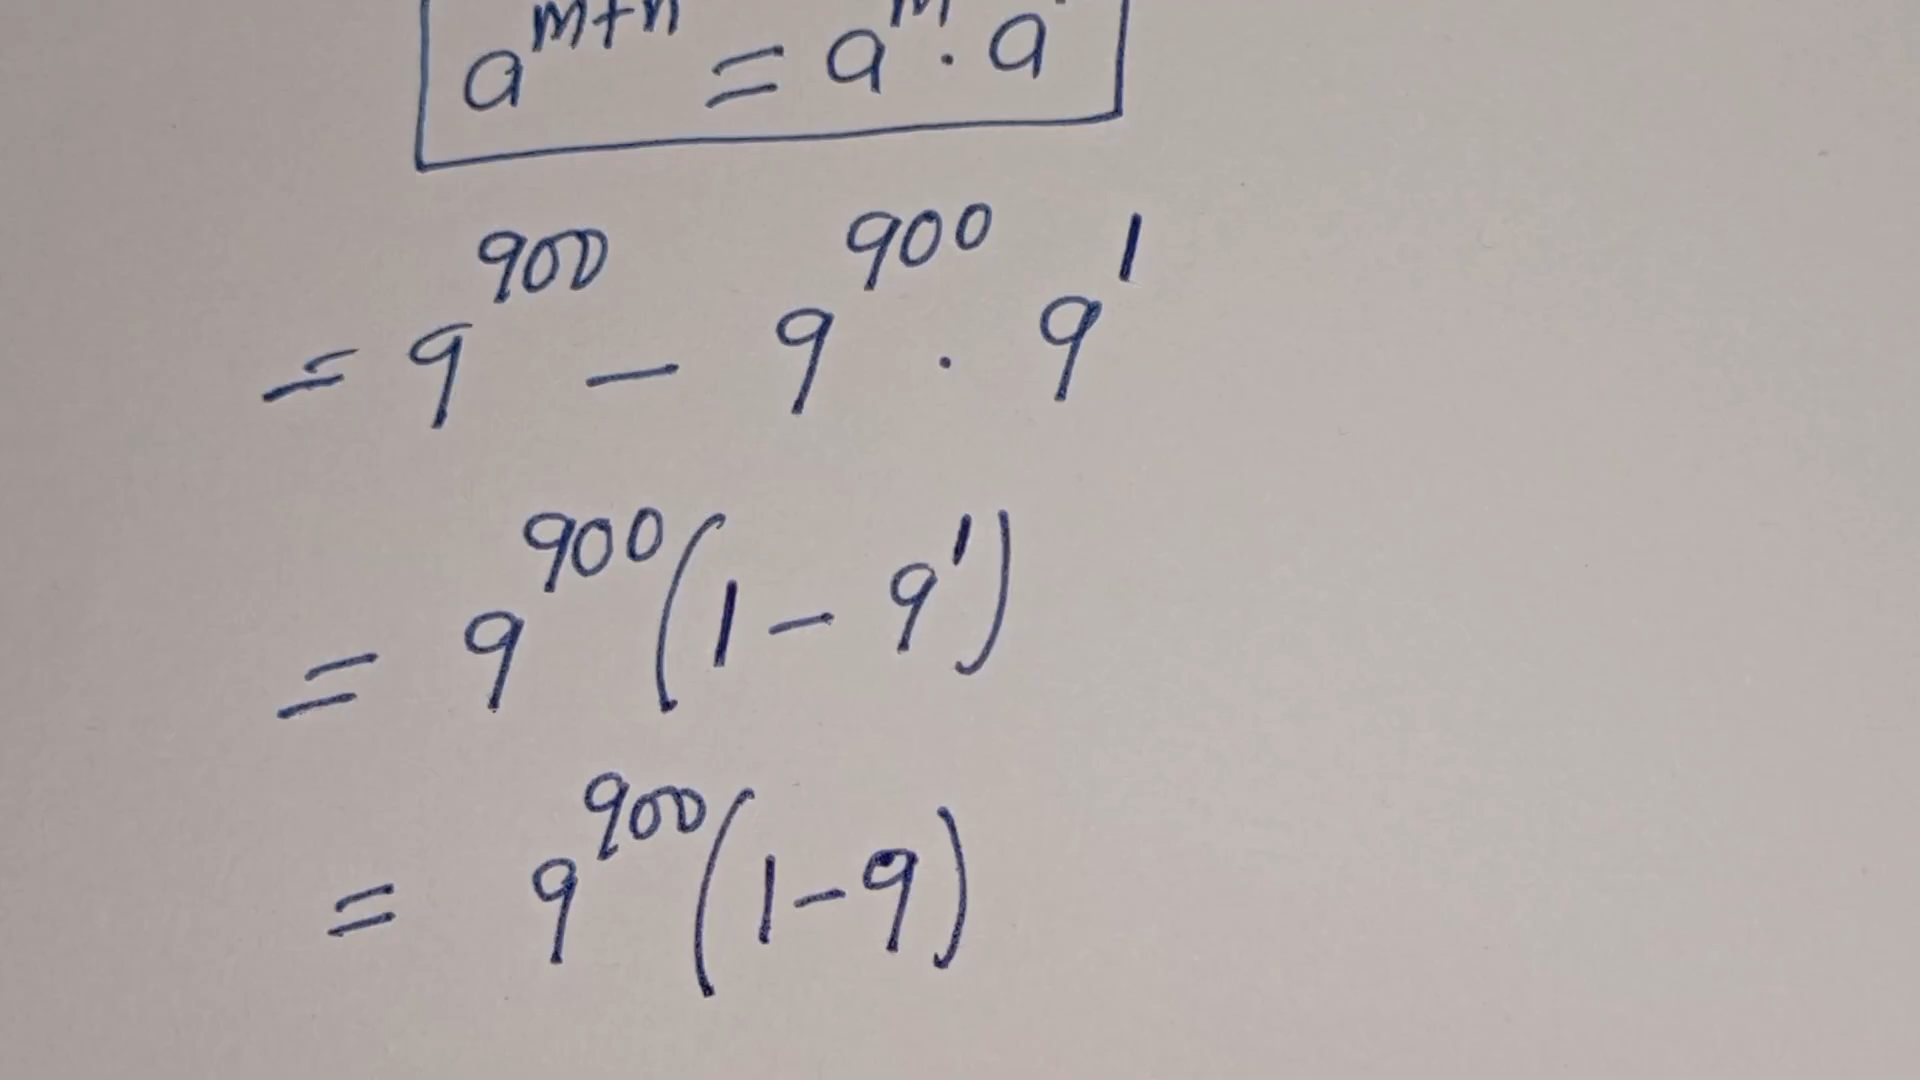 a^{m+n} = a^m . a
= 9^{900} - 9^{900} . 9^1
= 9^{900} (1 - 9^1)
= 9^{900} (1 - 9)